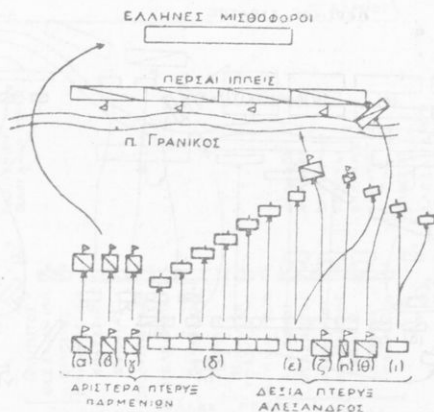 ΕΛΛΗΝΕΣ ΜΙΣΘΟΦΟΡΟΙ
ΠΕΡΣΑΙ ΙΠΠΕΙΣ
π. ΓΡΑΝΙΚΟΣ
(α) (β) (γ) (δ) (ε) (ζ) (η) (θ) (ι)
ΑΡΙΣΤΕΡΑ ΠΤΕΡΥΞ
ΠΑΡΜΕΝΙΩΝ
ΔΕΞΙΑ ΠΤΕΡΥΞ
ΑΛΕΞΑΝΔΡΟΣ